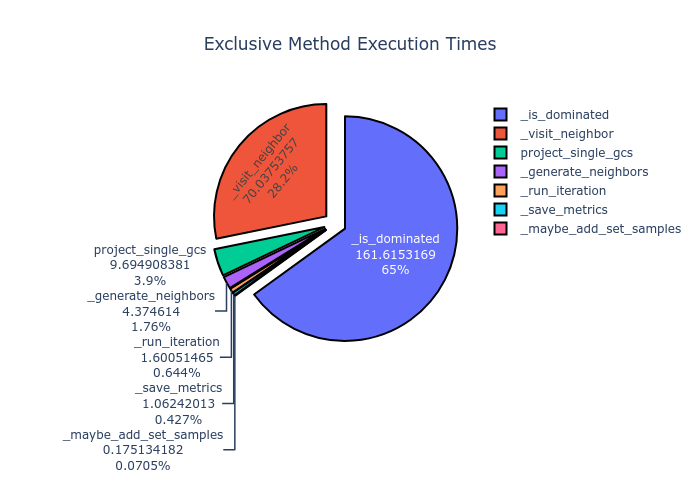 Exclusive Method Execution Times
_is_dominated
161.6153169
65%
_visit_neighbor
70.03753757
28.2%
project_single_gcs
9.694908381
3.9%
_generate_neighbors
4.374614
1.76%
_run_iteration
1.60051465
0.644%
_save_metrics
1.06242013
0.427%
_maybe_add_set_samples
0.175134182
0.0705%
_is_dominated
_visit_neighbor
project_single_gcs
_generate_neighbors
_run_iteration
_save_metrics
_maybe_add_set_samples